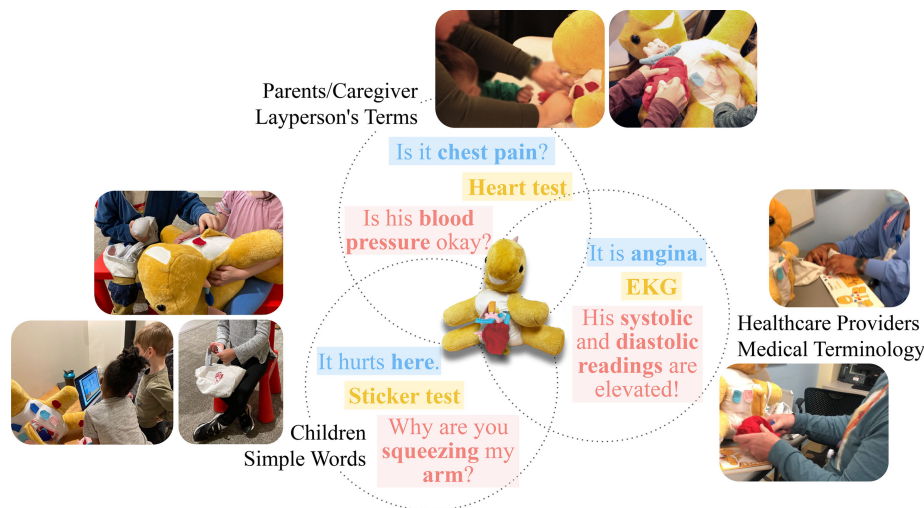 Parents/Caregiver
Layperson's Terms
Is it chest pain?
Heart test
Is his blood
pressure okay?
It is angina.
EKG
His systolic
and diastolic
readings are
elevated!
Healthcare Providers
Medical Terminology
It hurts here.
Sticker test
Why are you
squeezing my
arm?
Children
Simple Words